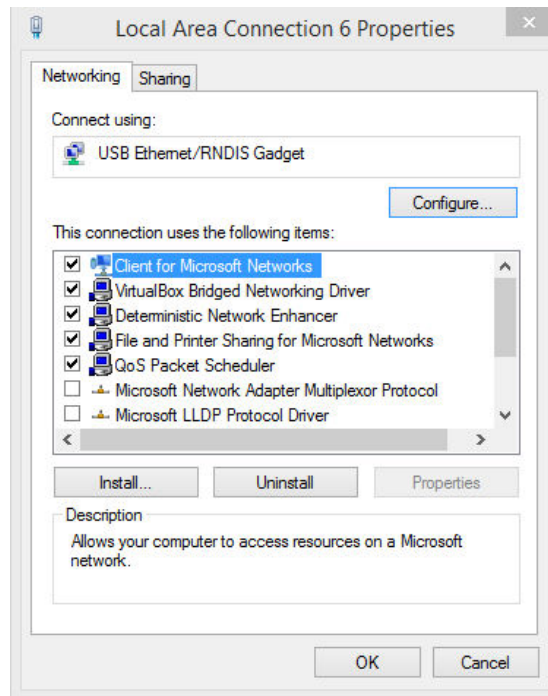 Local Area Connection 6 Properties
Networking
Sharing
Connect using:
USB Ethernet/RNDIS Gadget
Configure...
This connection uses the following items:
Client for Microsoft Networks
VirtualBox Bridged Networking Driver
Deterministic Network Enhancer
File and Printer Sharing for Microsoft Networks
QoS Packet Scheduler
Microsoft Network Adapter Multiplexor Protocol
Microsoft LLDP Protocol Driver
Install...
Uninstall
Properties
Description
Allows your computer to access resources on a Microsoft
network.
OK
Cancel